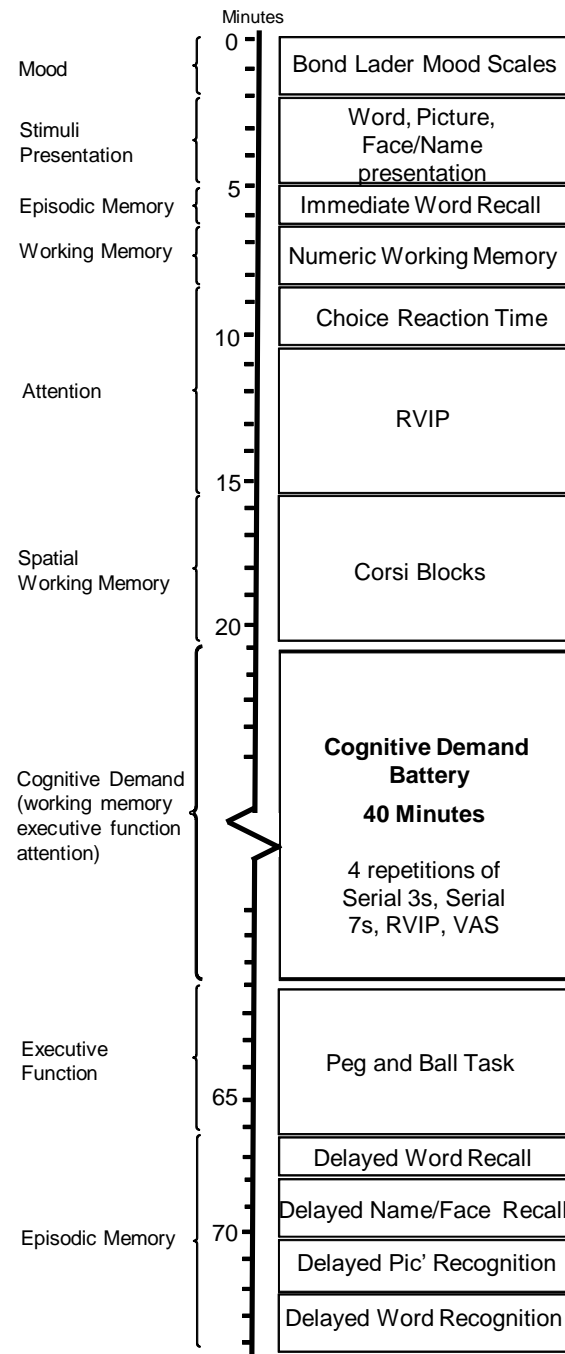 Minutes
0
Mood
Bond Lader Mood Scales
Stimuli
Presentation
Word, Picture,
Face/Name
presentation
5
Episodic Memory
Immediate Word Recall
Working Memory
Numeric Working Memory
Choice Reaction Time
10
Attention
RVIP
15
Spatial
Working Memory
Corsi Blocks
20
Cognitive Demand
(working memory
executive function
attention)
Cognitive Demand
Battery
40 Minutes
4 repetitions of
Serial 3s, Serial
7s, RVIP, VAS
Executive
Function
Peg and Ball Task
65
Delayed Word Recall
Delayed Name/Face Recall
70
Episodic Memory
Delayed Pic' Recognition
Delayed Word Recognition